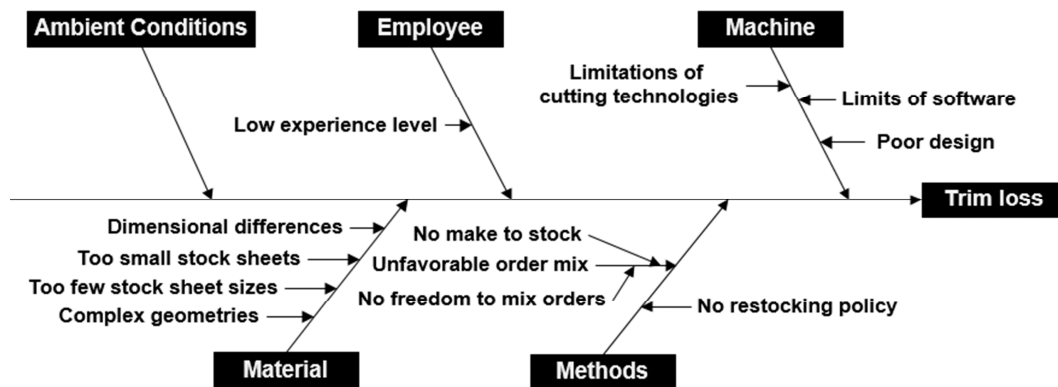 Ambient Conditions
Employee
Machine
Limitations of
cutting technologies
Limits of software
Low experience level
Poor design
Trim loss
Dimensional differences
No make to stock
Too small stock sheets
Unfavorable order mix
Too few stock sheet sizes
No freedom to mix orders
Complex geometries
No restocking policy
Material
Methods